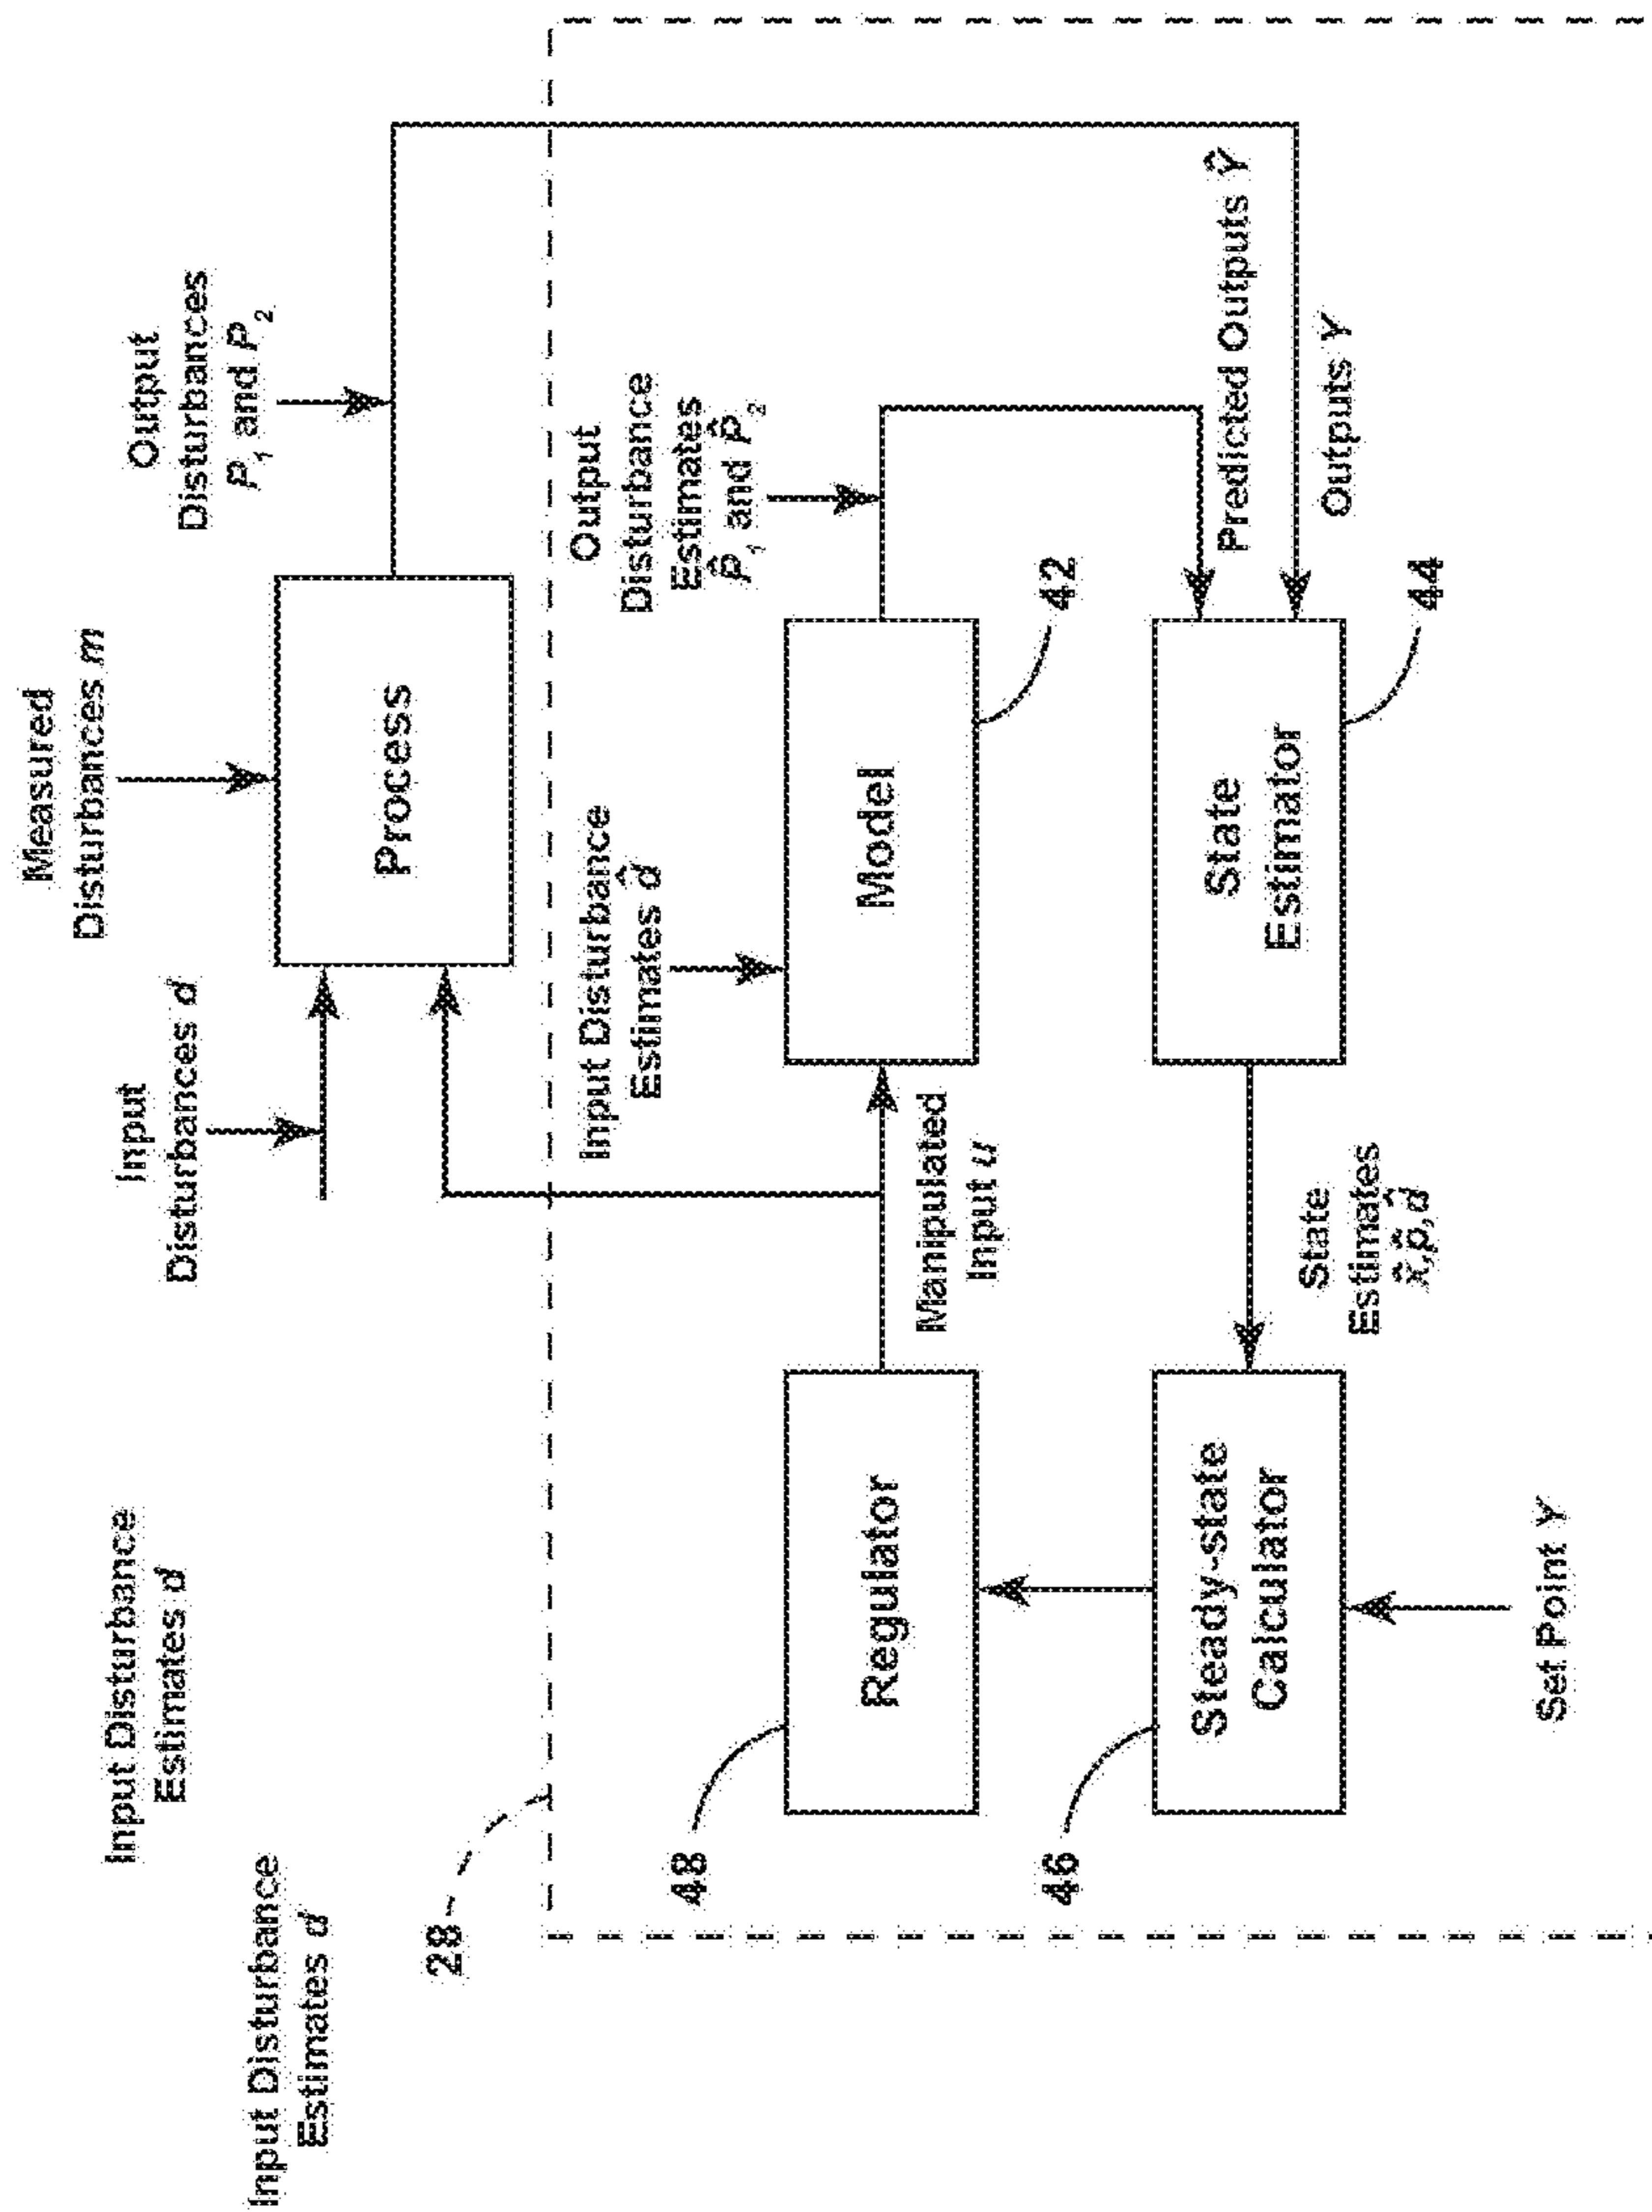 Input Disturbance
Estimates d
Input Disturbance
Estimates d
28
Input
Disturbances d
Measured
Disturbances m
Output
Disturbances
P₁ and P₂
Process
Input Disturbance
Estimates d̂
Output
Disturbance
Estimates
P̂₁ and P̂₂
48
Regulator
Manipulated
Input u
Model
42
Predicted Outputs Ŷ
46
Steady-state
Calculator
State
Estimates
x̂,p̂,d̂
State
Estimator
44
Outputs Y
Set Point Y